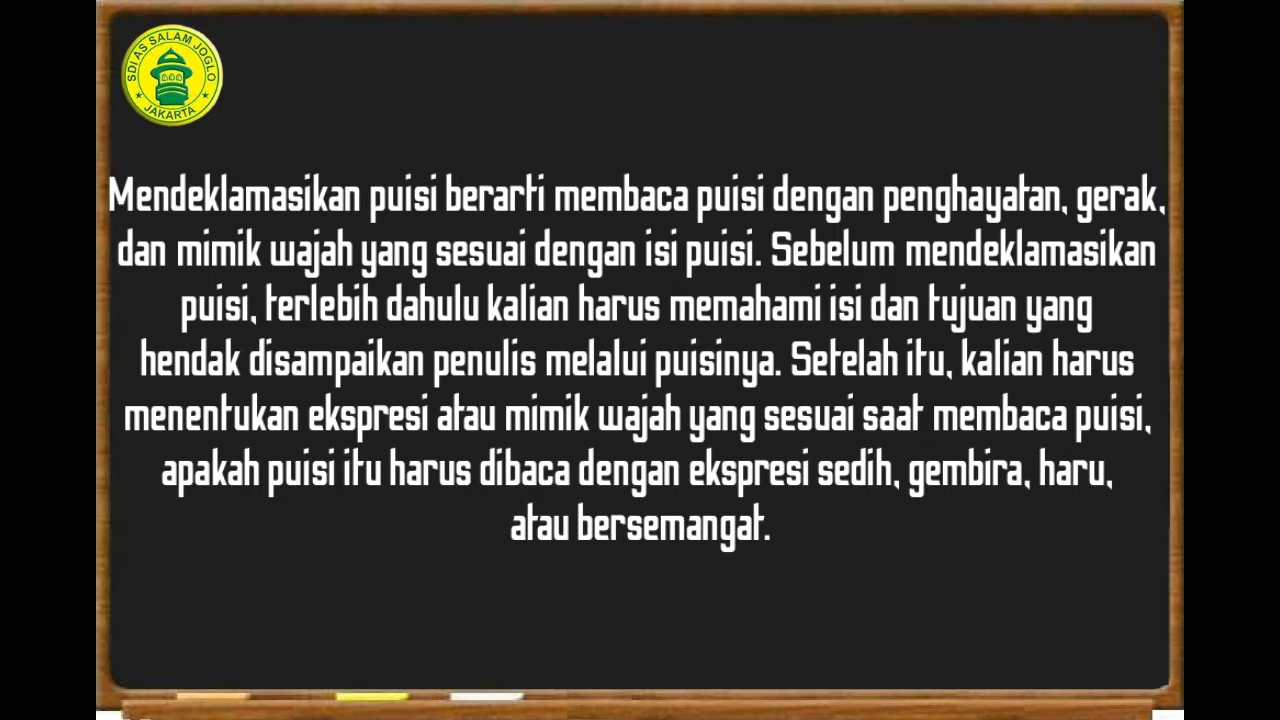 SDI AS SALAM JOGLO
JAKARTA
Mendeklamasikan puisi berarti membaca puisi dengan penghayatan, gerak,
dan mimik wajah yang sesuai dengan isi puisi. Sebelum mendeklamasikan
puisi, terlebih dahulu kalian harus memahami isi dan tujuan yang
hendak disampaikan penulis melalui puisinya. Setelah itu, kalian harus
menentukan ekspresi atau mimik wajah yang sesuai saat membaca puisi,
apakah puisi itu harus dibaca dengan ekspresi sedih, gembira, haru,
atau bersemangat.